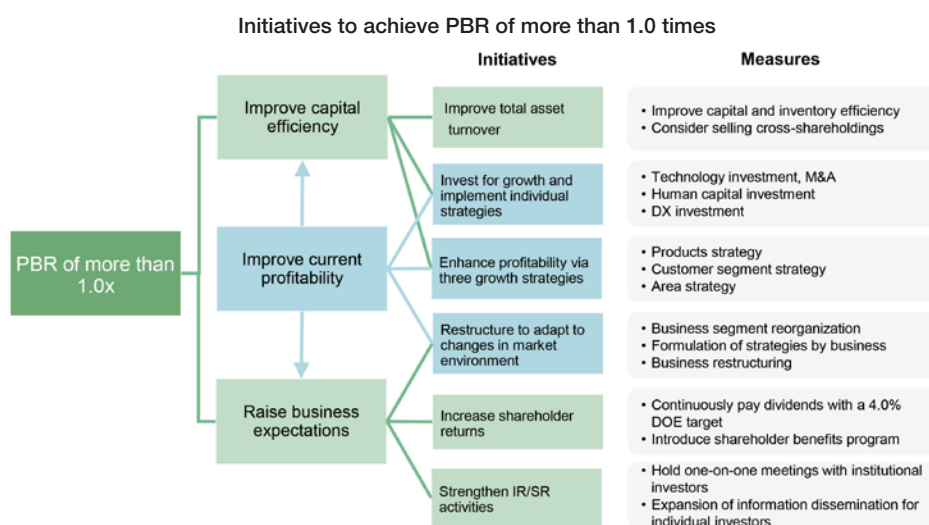 Initiatives to achieve PBR of more than 1.0 times
Initiatives
Measures
PBR of more than
1.0x
Improve capital
efficiency
Improve current
profitability
Raise business
expectations
Improve total asset
turnover
• Improve capital and inventory efficiency
• Consider selling cross-shareholdings
Invest for growth and
implement individual
strategies
• Technology investment, M&A
• Human capital investment
• DX investment
Enhance profitability via
three growth strategies
• Products strategy
• Customer segment strategy
• Area strategy
Restructure to adapt to
changes in market
environment
• Business segment reorganization
• Formulation of strategies by business
• Business restructuring
Increase shareholder
returns
• Continuously pay dividends with a 4.0%
DOE target
• Introduce shareholder benefits program
Strengthen IR/SR
activities
• Hold one-on-one meetings with institutional
investors
• Expansion of information dissemination for
individual investors